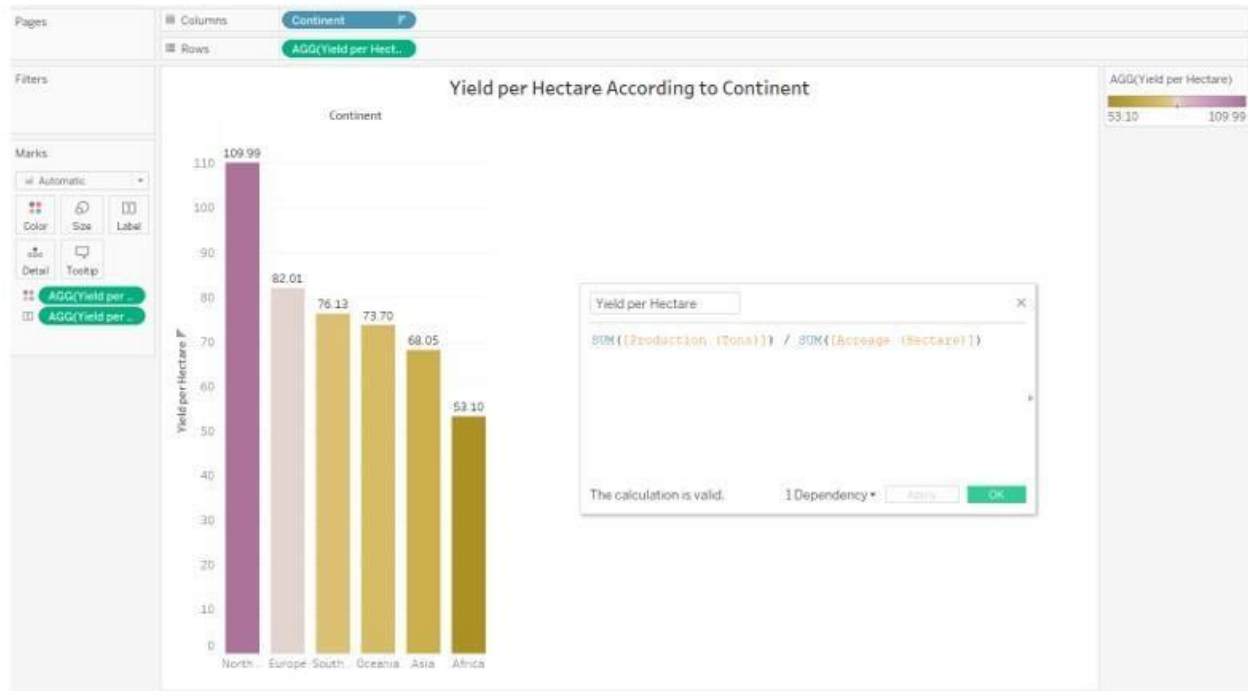 Pages
Columns
Continent
Rows
AGG(Yield per Hect..
Filters
Marks
Automatic
Color Size Label
Detail Tooltip
AGG(Yield per ..
AGG(Yield per ..
Yield per Hectare According to Continent
Continent
Yield per Hectare
110
100
90
80
70
60
50
40
30
20
10
0
109.99
82.01
76.13
73.70
68.05
53.10
North .. Europe South .. Oceania Asia Africa
Yield per Hectare
SUM([Production (Tons)]) / SUM([Acreage (Hectare)])
The calculation is valid.
1 Dependency
Apply
OK
AGG(Yield per Hectare)
53.10 109.99